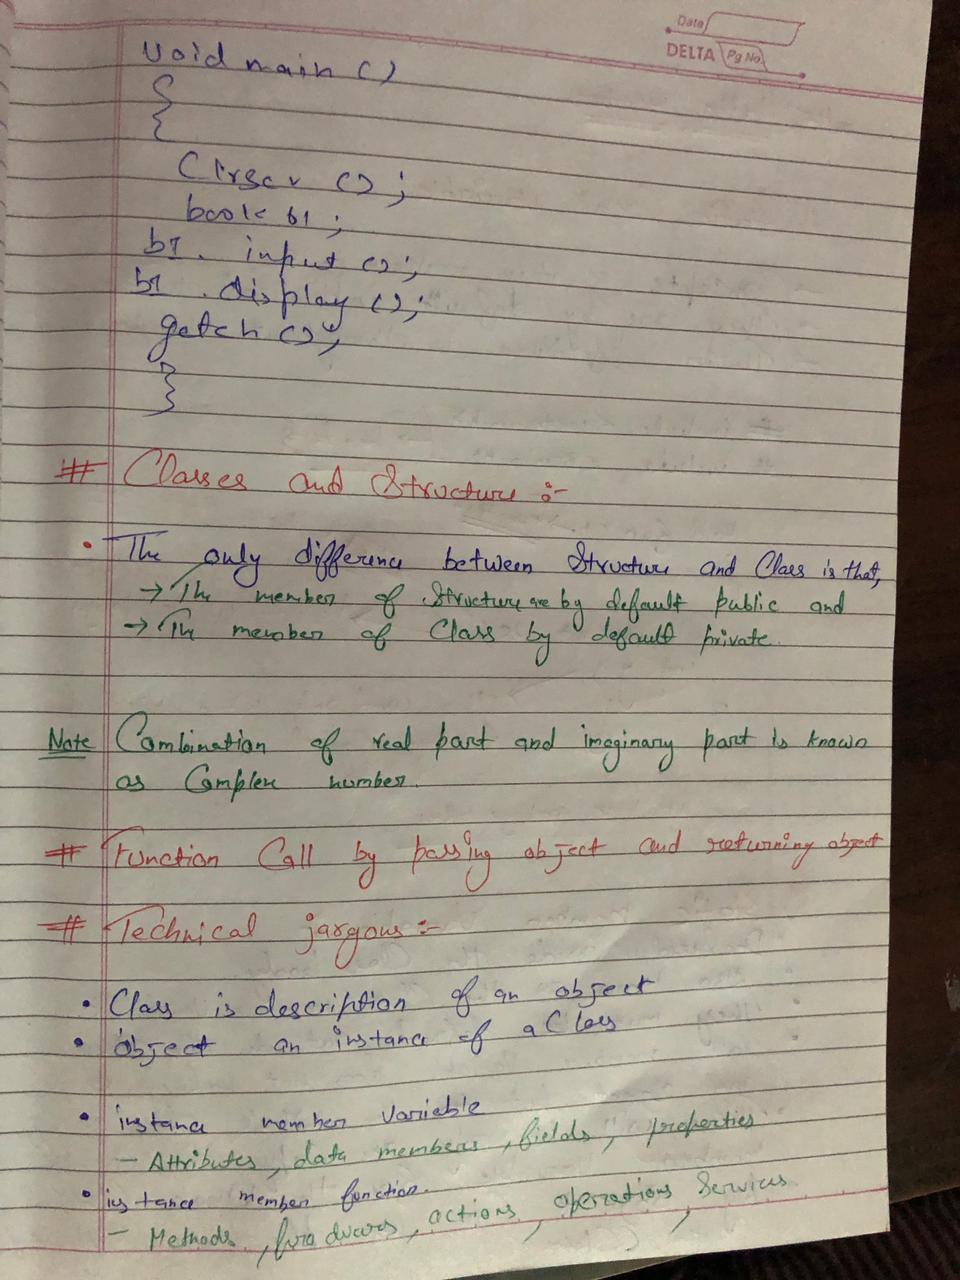 Date
DELTA Pg No.
void main ()
{
Clrscr ();
book b1;
b1. input ();
b1 .display ();
getch ();
}
# Classes and Structure :-
• The only difference between Structure and Class is that,
→ The member of Structure are by default public and
→ The member of Class by default private.
Note Combination of real part and imaginary part is known
as Complex number.
# Function Call by passing object and returning object
# Technical jargous :-
• Class is description of an object
• object an instance of a Class
• instance member variable
- Attributes, data members, fields, properties
• instance member function.
- Methods, actions, operations, Services